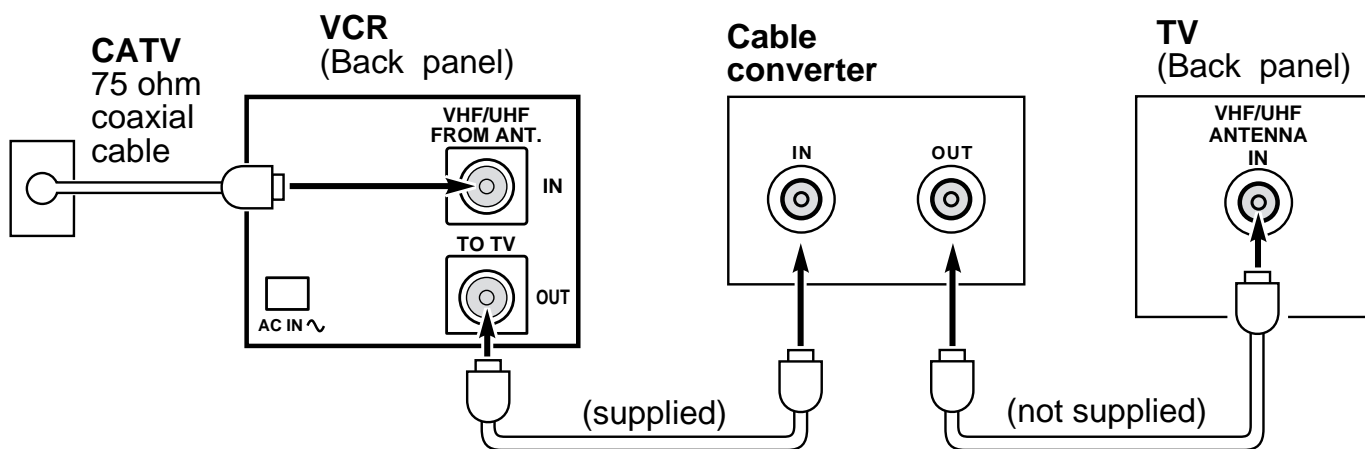 CATV
75 ohm
coaxial
cable
VCR
(Back panel)
VHF/UHF
FROM ANT.
IN
TO TV
OUT
AC IN
Cable
converter
IN
OUT
TV
(Back panel)
VHF/UHF
ANTENNA
IN
(supplied)
(not supplied)